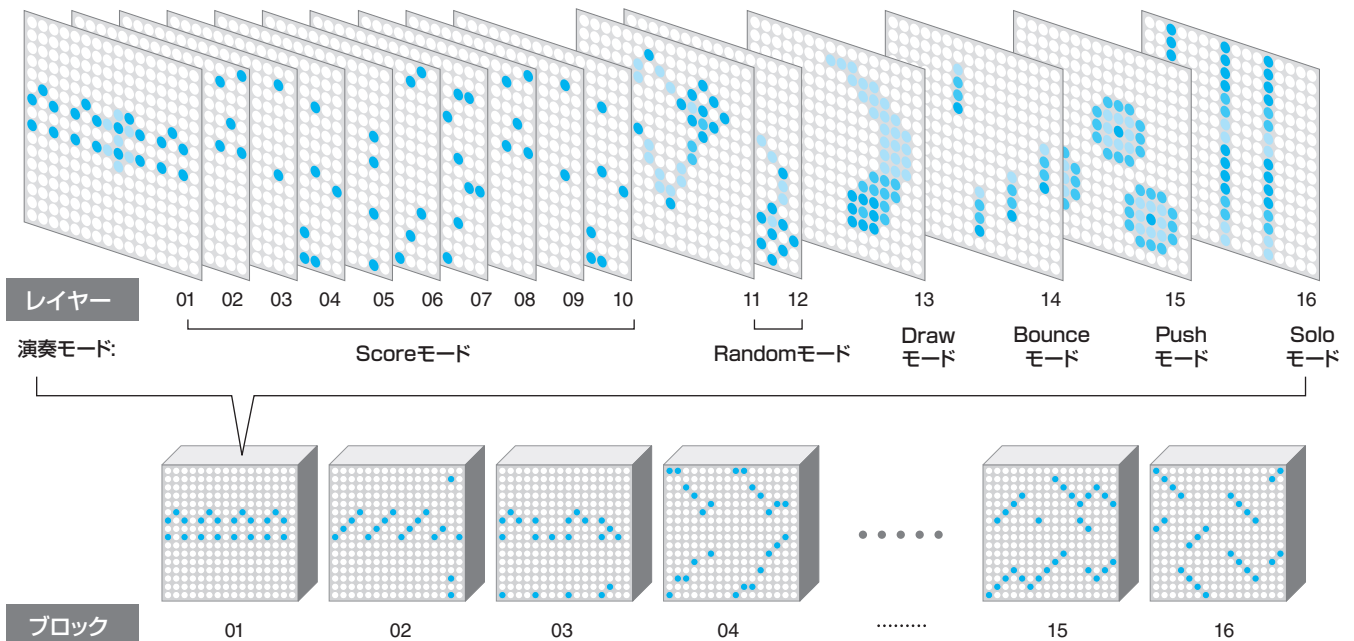 レイヤー 01 02 03 04 05 06 07 08 09 10 11 12 13 14 15 16
演奏モード: Scoreモード Randomモード Draw モード Bounce モード Push モード Solo モード
ブロック 01 02 03 04 ......... 15 16